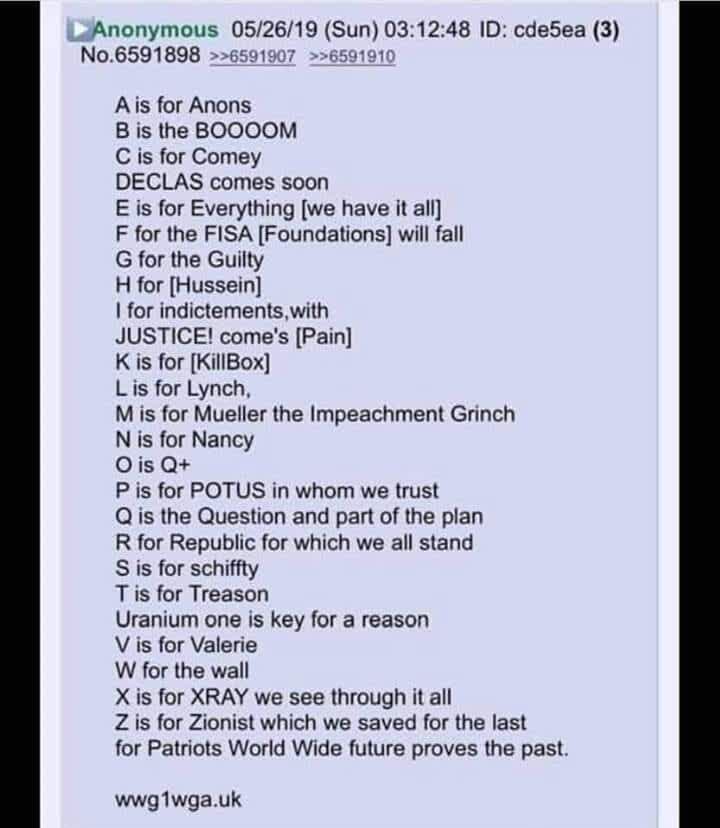 Anonymous 05/26/19 (Sun) 03:12:48 ID: cde5ea (3)
No.6591898 >>6591907 >>6591910
A is for Anons
B is the BOOOOM
C is for Comey
DECLAS comes soon
E is for Everything [we have it all]
F for the FISA [Foundations] will fall
G for the Guilty
H for [Hussein]
I for indictements,with
JUSTICE! come's [Pain]
K is for [KillBox]
L is for Lynch,
M is for Mueller the Impeachment Grinch
N is for Nancy
O is Q+
P is for POTUS in whom we trust
Q is the Question and part of the plan
R for Republic for which we all stand
S is for schiffty
T is for Treason
Uranium one is key for a reason
V is for Valerie
W for the wall
X is for XRAY we see through it all
Z is for Zionist which we saved for the last
for Patriots World Wide future proves the past.
wwg1wga.uk